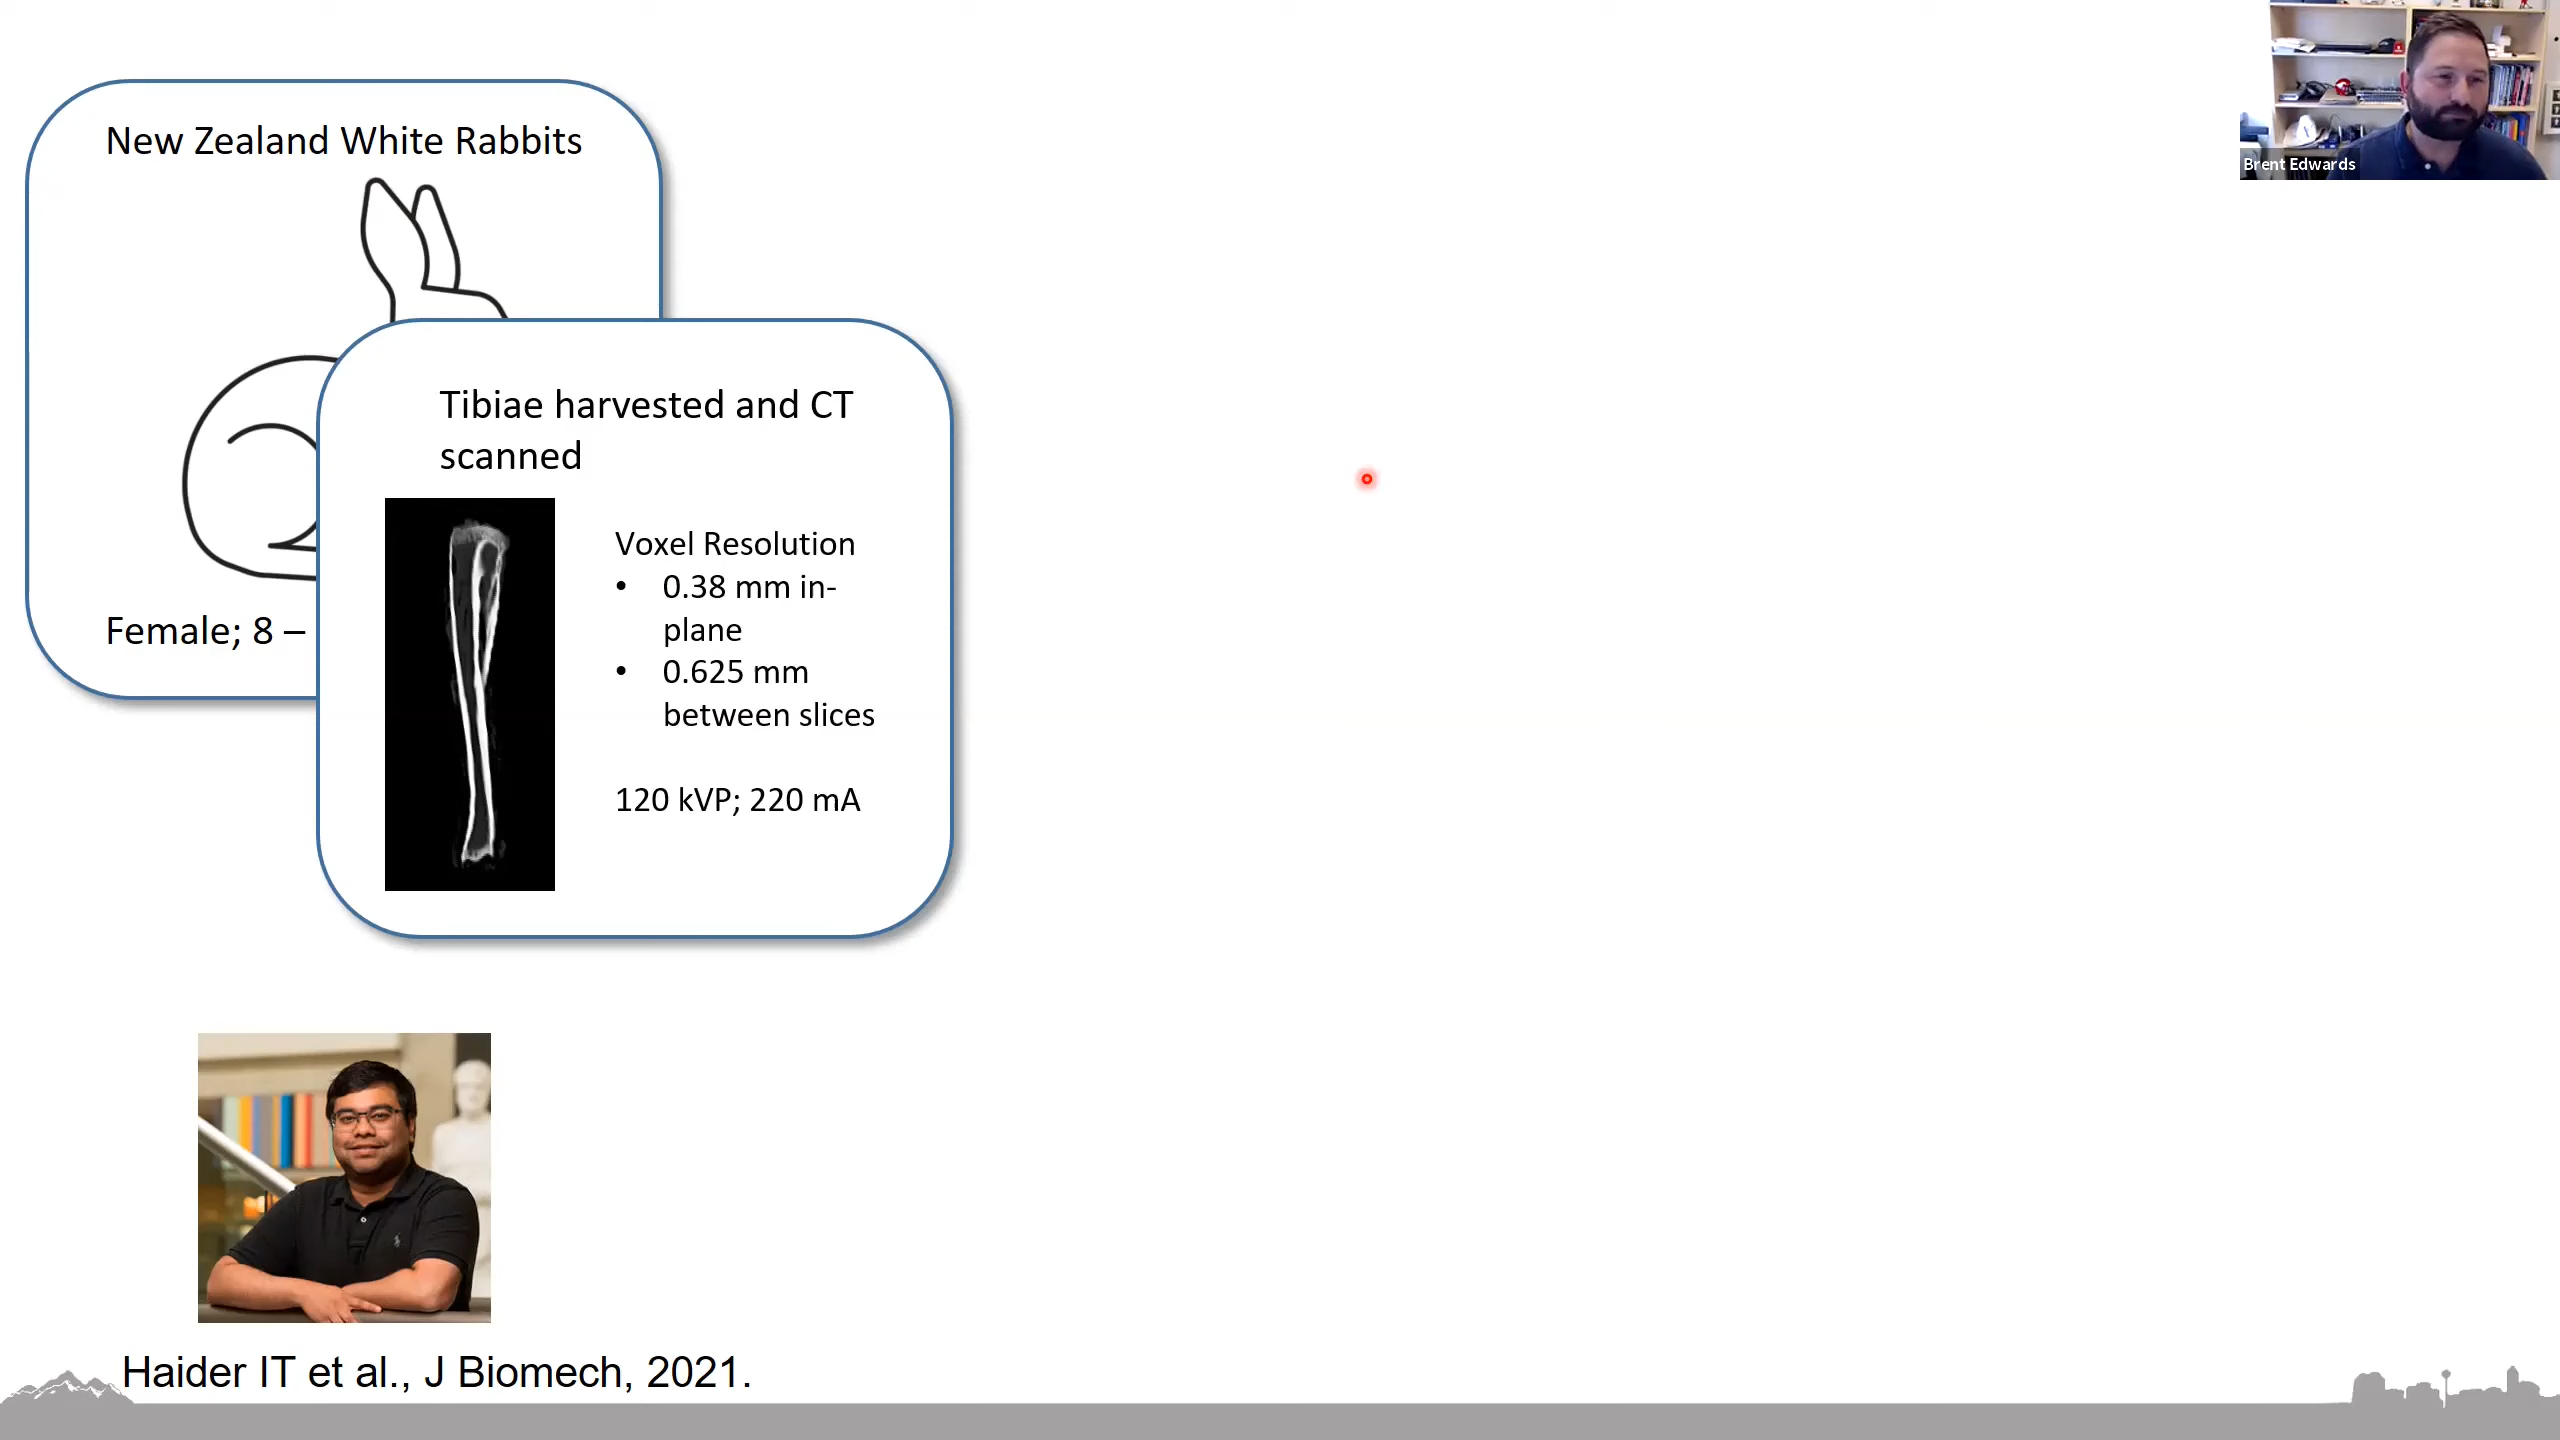 New Zealand White Rabbits
Female; 8 –
Tibiae harvested and CT
scanned
Voxel Resolution
• 0.38 mm in-
plane
• 0.625 mm
between slices
120 kVP; 220 mA
Haider IT et al., J Biomech, 2021.
Brent Edwards